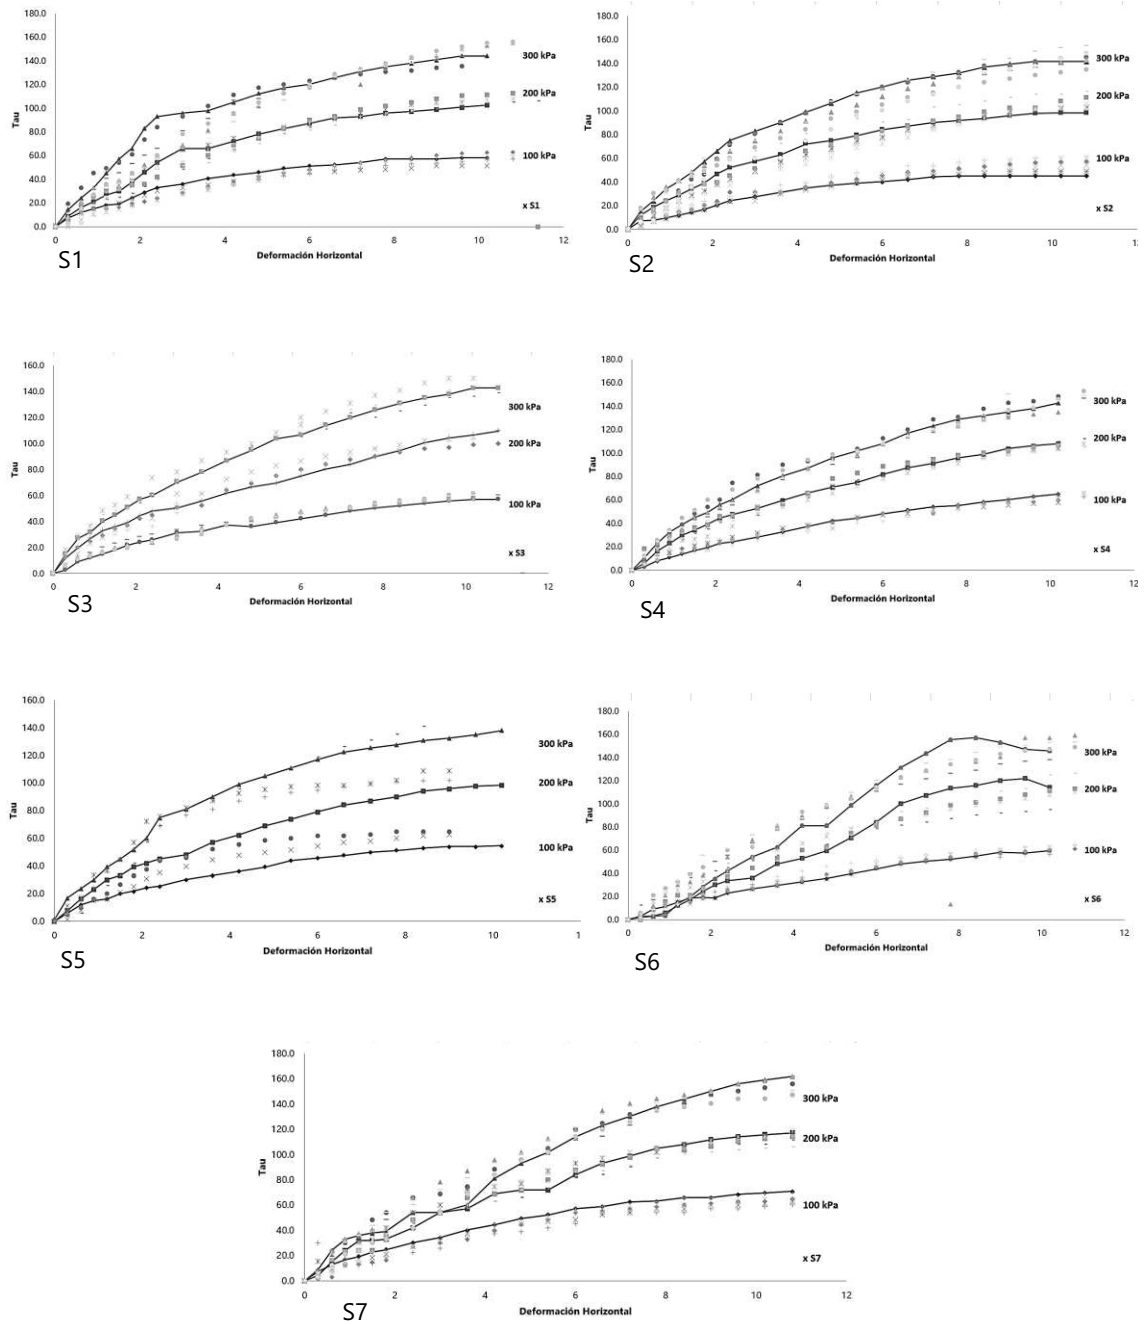 180.0
160.0
140.0
120.0
100.0
80.0
60.0
40.0
20.0
0.0
Tau
300 kPa
200 kPa
100 kPa
x S1
0 2 4 6 8 10 12
Deformación Horizontal
S1
180.0
160.0
140.0
120.0
100.0
80.0
60.0
40.0
20.0
0.0
Tau
300 kPa
200 kPa
100 kPa
x S2
0 2 4 6 8 10 12
Deformación Horizontal
S2
160.0
140.0
120.0
100.0
80.0
60.0
40.0
20.0
0.0
Tau
300 kPa
200 kPa
100 kPa
x S3
0 2 4 6 8 10 12
Deformación Horizontal
S3
180.0
160.0
140.0
120.0
100.0
80.0
60.0
40.0
20.0
0.0
Tau
300 kPa
200 kPa
100 kPa
x S4
0 2 4 6 8 10 12
Deformación Horizontal
S4
160.0
140.0
120.0
100.0
80.0
60.0
40.0
20.0
0.0
Tau
300 kPa
200 kPa
100 kPa
x S5
0 2 4 6 8 10 1
Deformación Horizontal
S5
180.0
160.0
140.0
120.0
100.0
80.0
60.0
40.0
20.0
0.0
Tau
300 kPa
200 kPa
100 kPa
x S6
0 2 4 6 8 10 12
Deformación Horizontal
S6
180.0
160.0
140.0
120.0
100.0
80.0
60.0
40.0
20.0
0.0
Tau
300 kPa
200 kPa
100 kPa
x S7
0 2 4 6 8 10 12
Deformación Horizontal
S7